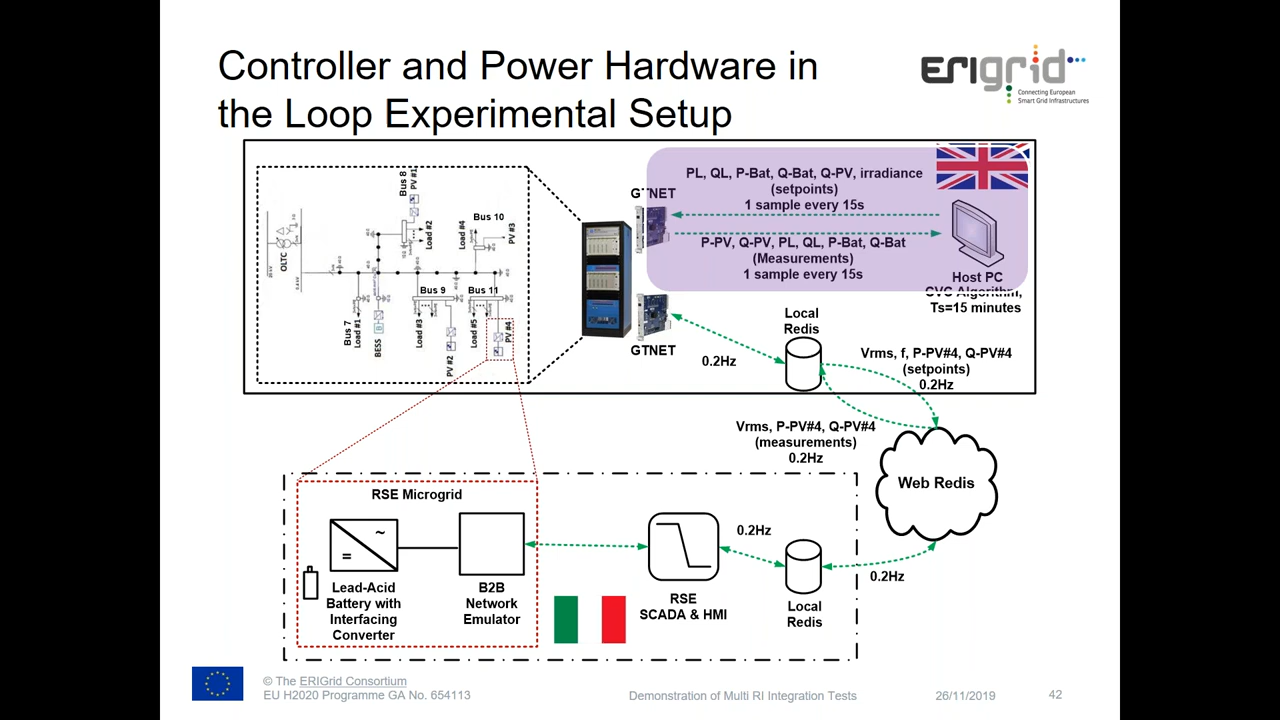 Controller and Power Hardware in
the Loop Experimental Setup
ERIgrid
Connecting European
Smart Grid Infrastructures
PL, QL, P-Bat, Q-Bat, Q-PV, irradiance
(setpoints)
1 sample every 15s
GTNET
P-PV, Q-PV, PL, QL, P-Bat, Q-Bat
(Measurements)
1 sample every 15s
Host PC
CVC Algorithm,
Ts=15 minutes
OLTC
Bus 8
PV #1
Load #2
Load #4
Bus 10
PV #3
Bus 9
Bus 11
Bus 7
Load #1
BESS
B
Load #3
PV #2
Load #5
PV #4
GTNET
0.2Hz
Local
Redis
Vrms, f, P-PV#4, Q-PV#4
(setpoints)
0.2Hz
Vrms, P-PV#4, Q-PV#4
(measurements)
0.2Hz
Web Redis
RSE Microgrid
~
=
Lead-Acid
Battery with
Interfacing
Converter
B2B
Network
Emulator
RSE
SCADA & HMI
0.2Hz
Local
Redis
0.2Hz
© The ERIGrid Consortium
EU H2020 Programme GA No. 654113
Demonstration of Multi RI Integration Tests
26/11/2019
42